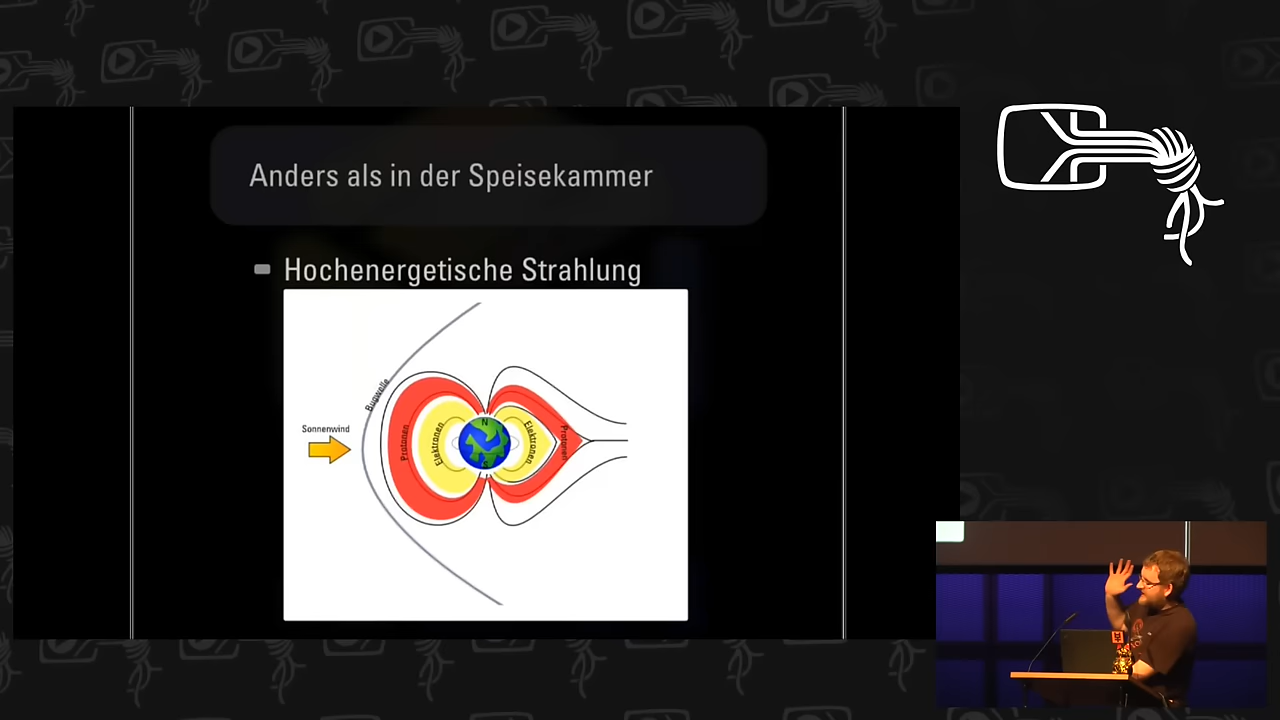 Anders als in der Speisekammer
Hochenergetische Strahlung
Bugwelle
Sonnenwind
Protonen
Elektronen
N
S
Elektronen
Protonen